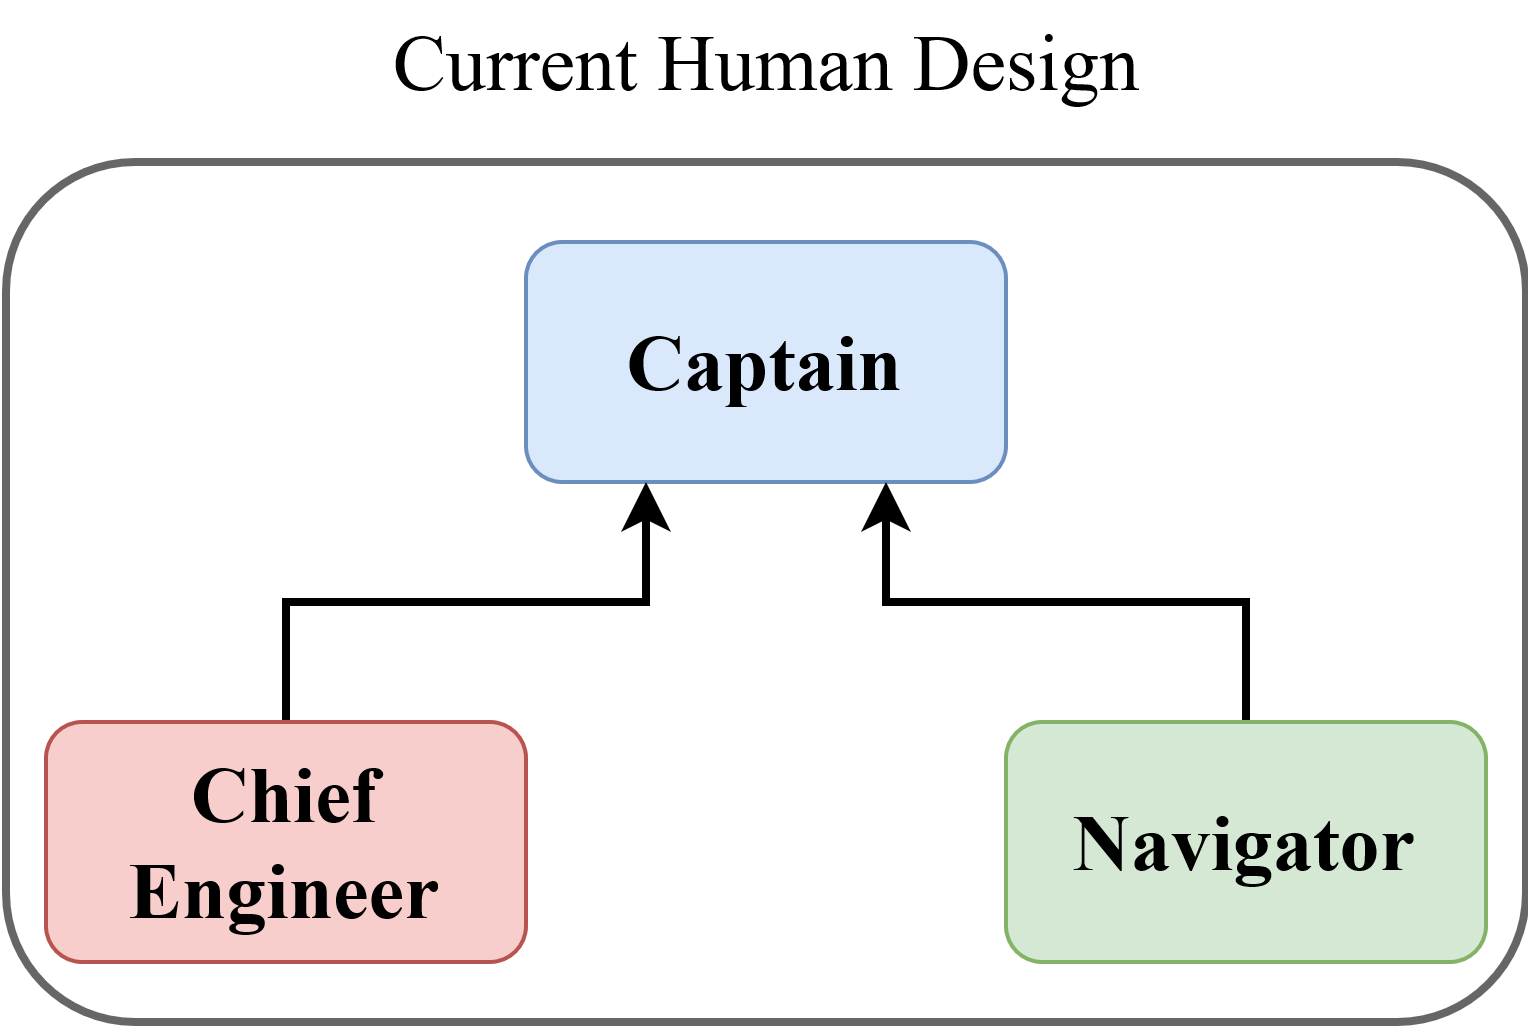 Current Human Design
Captain
Chief
Engineer
Navigator